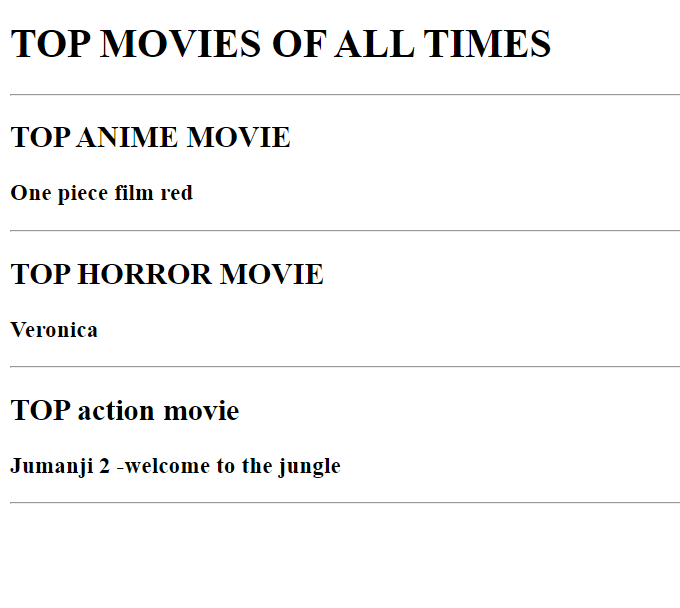 TOP MOVIES OF ALL TIMES
TOP ANIME MOVIE
One piece film red
TOP HORROR MOVIE
Veronica
TOP action movie
Jumanji 2 -welcome to the jungle